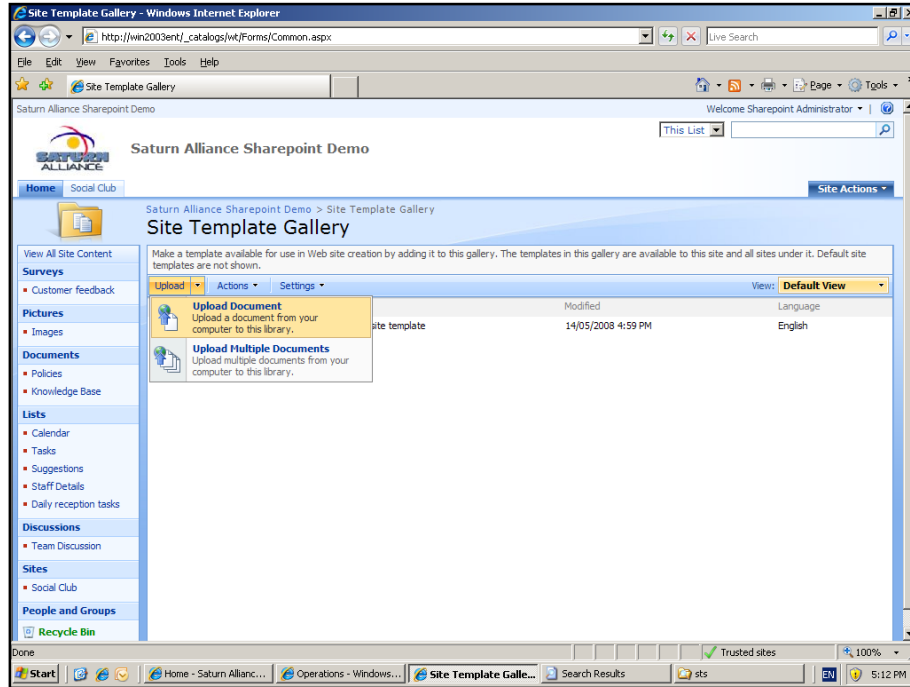 Site Template Gallery - Windows Internet Explorer
http://win2003ent/_catalogs/wt/Forms/Common.aspx
Live Search
File Edit View Favorites Tools Help
Site Template Gallery
Page Tools
Saturn Alliance Sharepoint Demo
Welcome Sharepoint Administrator
This List
SATURN
ALLIANCE
Saturn Alliance Sharepoint Demo
Home Social Club
Site Actions
Saturn Alliance Sharepoint Demo > Site Template Gallery
Site Template Gallery
View All Site Content
Surveys
Customer feedback
Pictures
Images
Documents
Policies
Knowledge Base
Lists
Calendar
Tasks
Suggestions
Staff Details
Daily reception tasks
Discussions
Team Discussion
Sites
Social Club
People and Groups
Recycle Bin
Make a template available for use in Web site creation by adding it to this gallery. The templates in this gallery are available to this site and all sites under it. Default site
templates are not shown.
Upload Actions Settings
View: Default View
Modified Language
Upload Document
Upload a document from your
computer to this library.
site template 14/05/2008 4:59 PM English
Upload Multiple Documents
Upload multiple documents from your
computer to this library.
Done
Trusted sites
100%
Start
Home - Saturn Allianc...
Operations - Windows...
Site Template Galle...
Search Results
sts
EN
5:12 PM